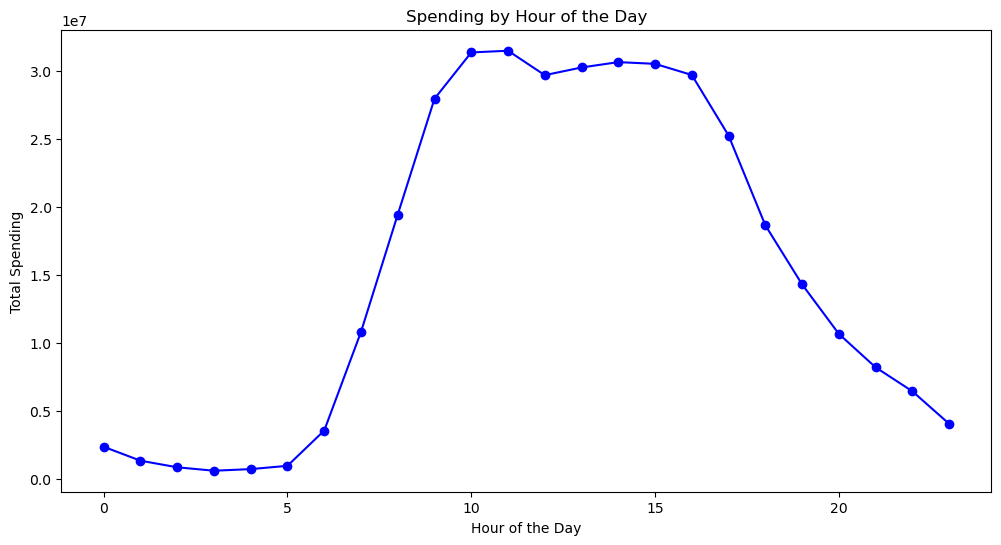 Spending by Hour of the Day
1e7
3.0
2.5
2.0
1.5
1.0
0.5
0.0
Total Spending
0 5 10 15 20
Hour of the Day